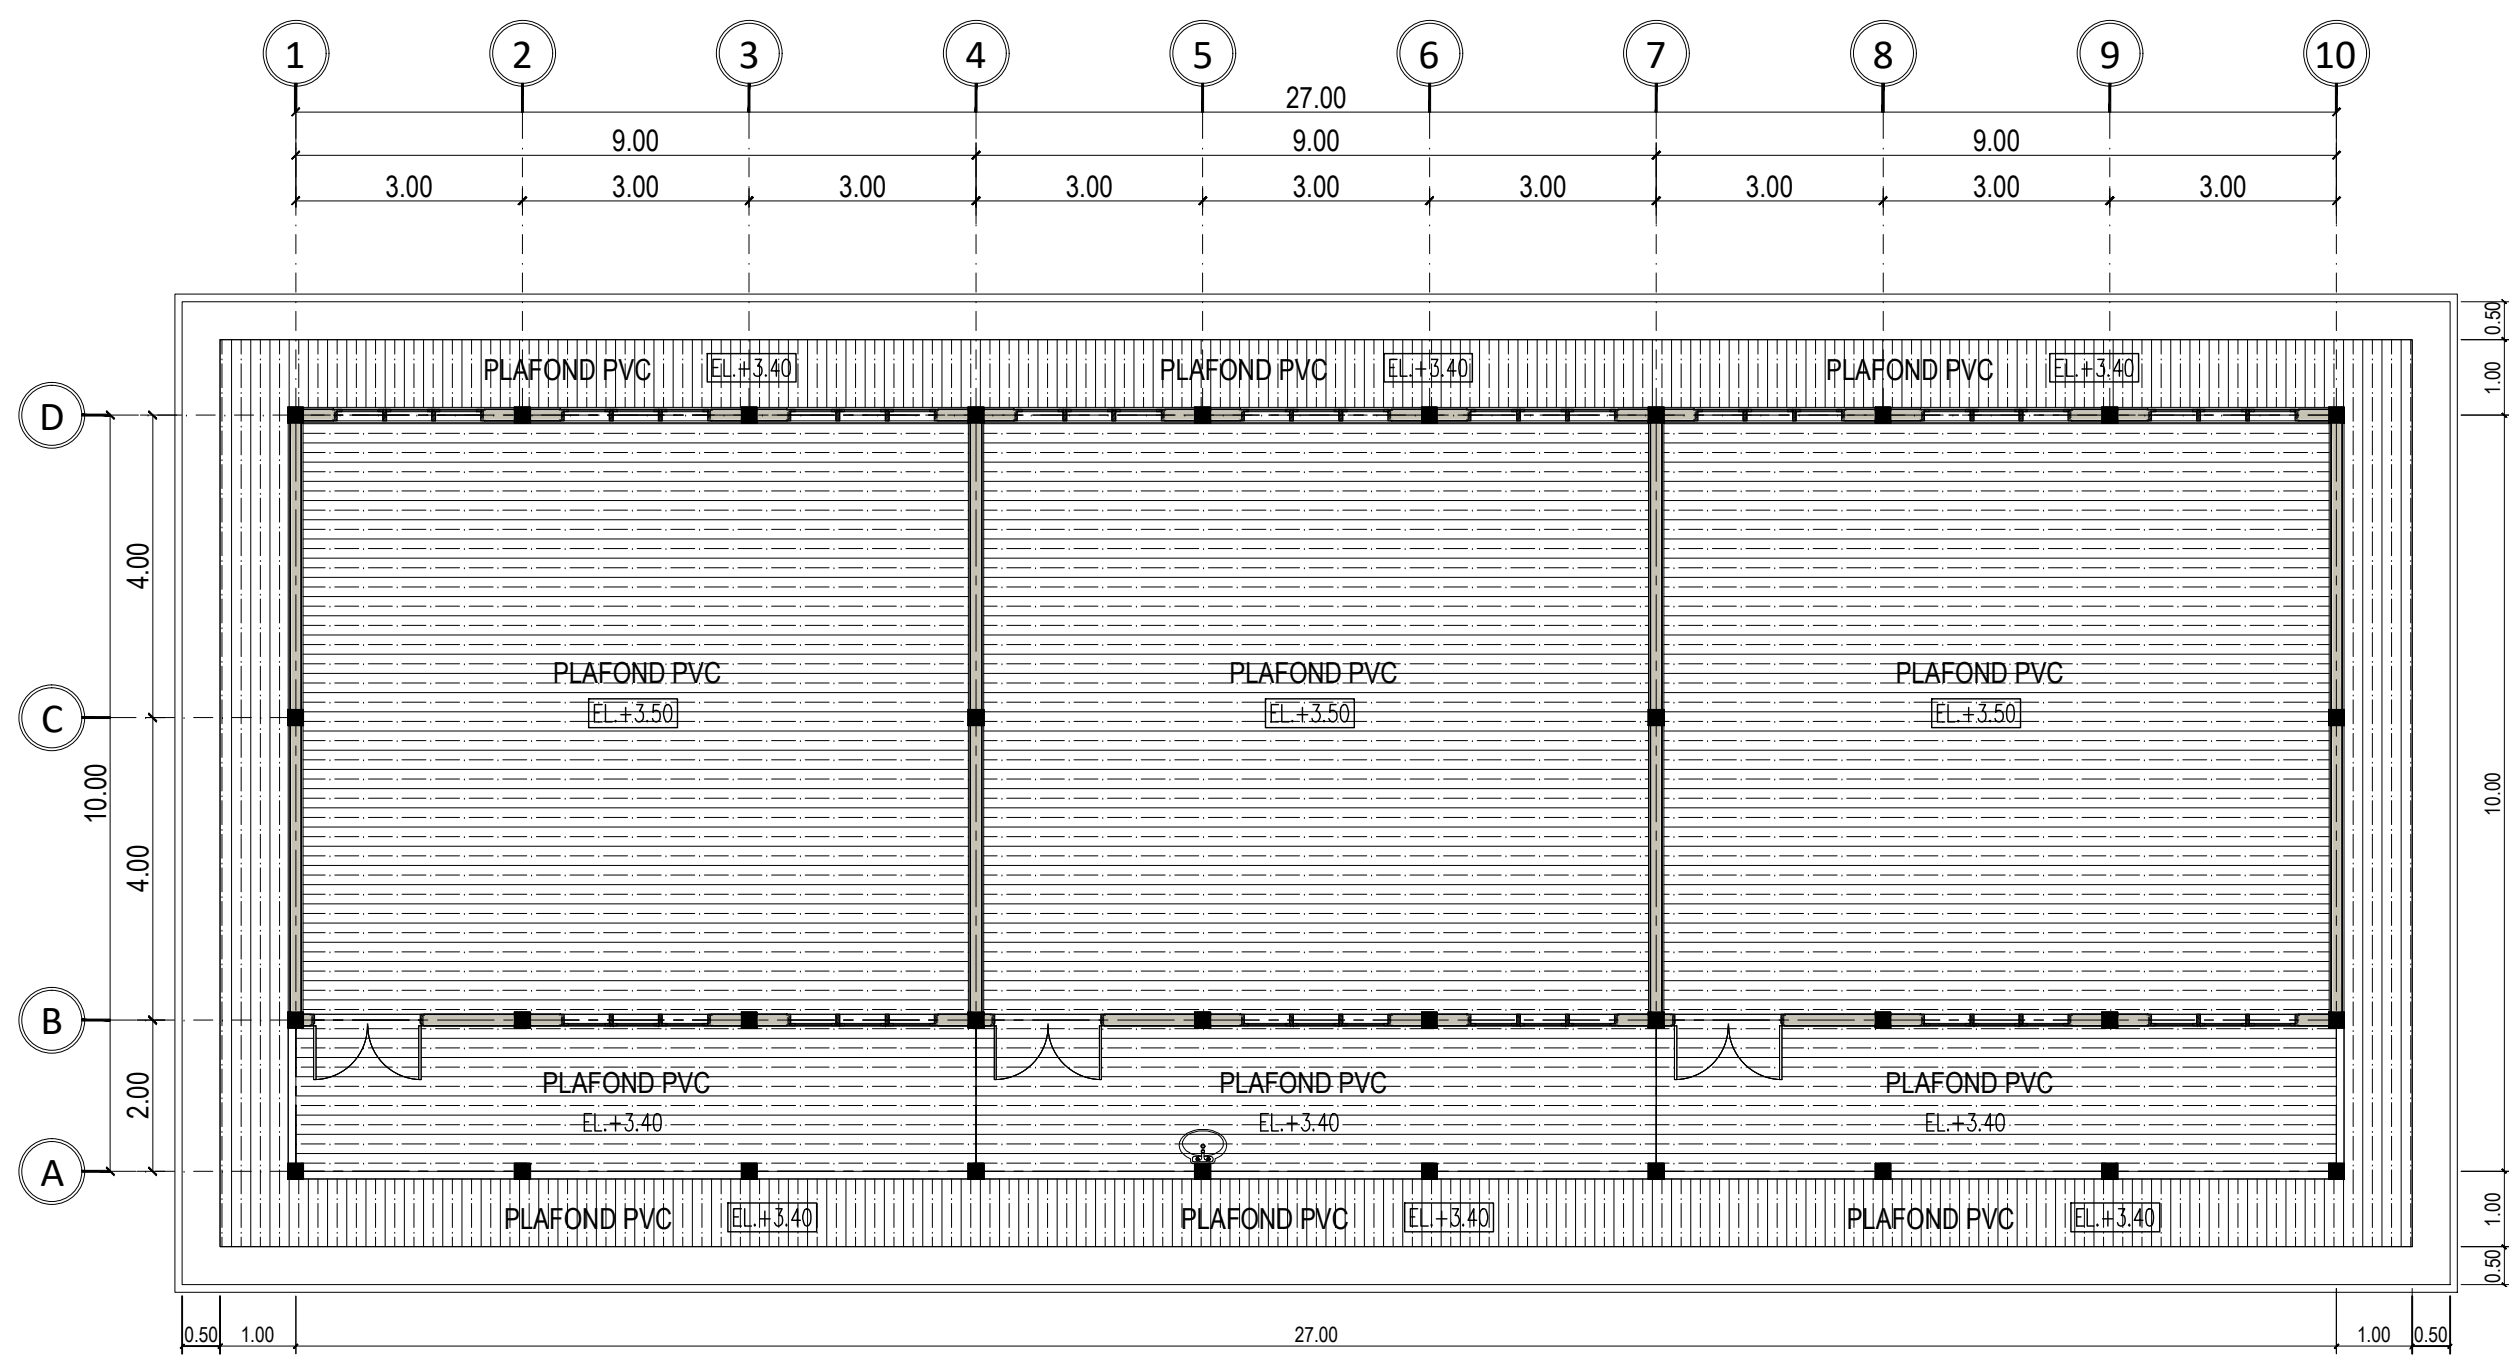 1 2 3 4 5 6 7 8 9 10
27.00
9.00 9.00 9.00
3.00 3.00 3.00 3.00 3.00 3.00 3.00 3.00 3.00
0.50
PLAFOND PVC EL.+3.40 PLAFOND PVC EL.+3.40 PLAFOND PVC EL.+3.40
1.00
D
4.00
PLAFOND PVC PLAFOND PVC PLAFOND PVC
EL.+3.50 EL.+3.50 EL.+3.50
C
10.00 10.00
4.00
B
PLAFOND PVC PLAFOND PVC PLAFOND PVC
2.00
EL.+3.40 EL.+3.40 EL.+3.40
A
PLAFOND PVC EL.+3.40 PLAFOND PVC EL.+3.40 PLAFOND PVC EL.+3.40
1.00
0.50
0.50 1.00 27.00 1.00 0.50